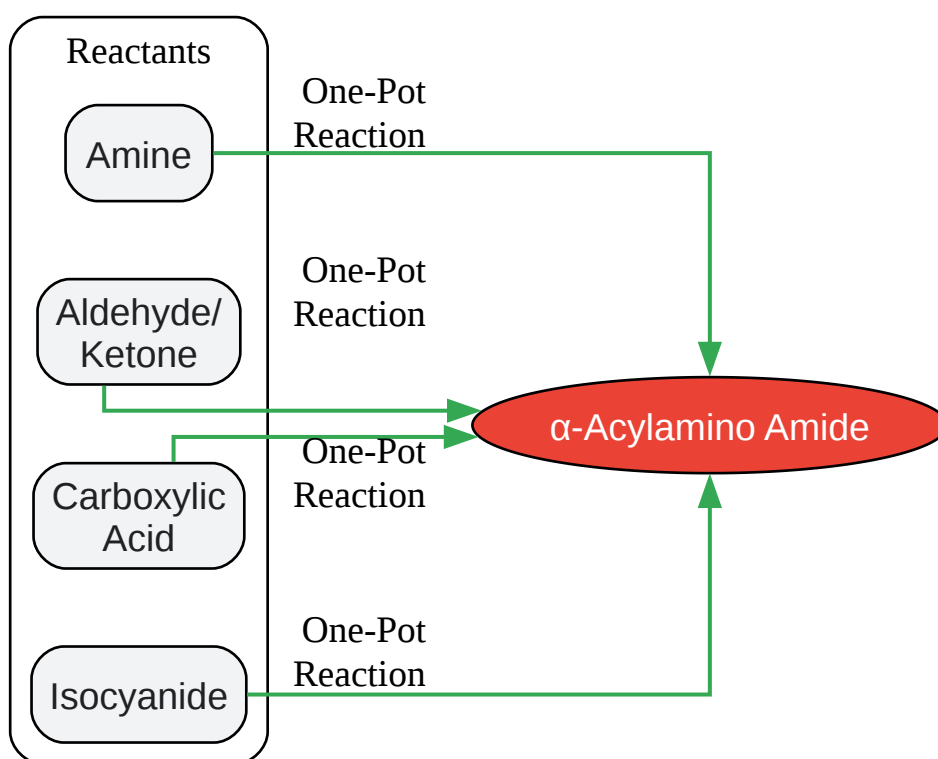 Reactants
One-Pot
Reaction
Amine
One-Pot
Reaction
Aldehyde/
Ketone
α-Acylamino Amide
One-Pot
Reaction
Carboxylic
Acid
One-Pot
Reaction
Isocyanide